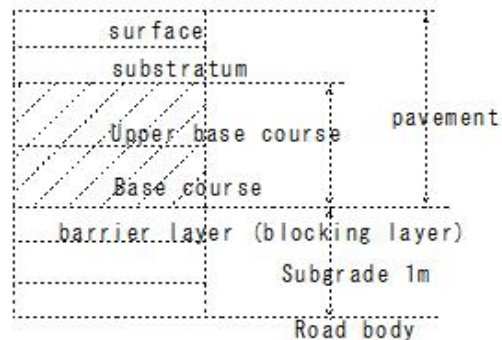 surface
substratum
pavement
Upper base course
Base course
barrier layer (blocking layer)
Subgrade 1m
Road body